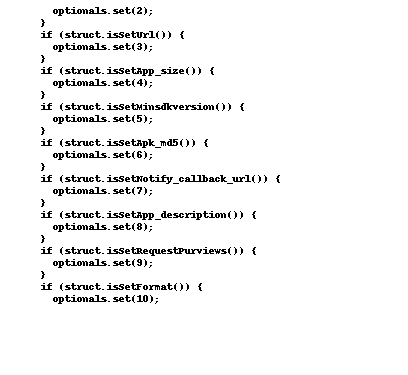 optionals.set(2);
}
if (struct.isSetUrl()) {
optionals.set(3);
}
if (struct.isSetApp_size()) {
optionals.set(4);
}
if (struct.isSetMinsdkversion()) {
optionals.set(5);
}
if (struct.isSetApk_md5()) {
optionals.set(6);
}
if (struct.isSetNotify_callback_url()) {
optionals.set(7);
}
if (struct.isSetApp_description()) {
optionals.set(8);
}
if (struct.isSetRequestPurviews()) {
optionals.set(9);
}
if (struct.isSetFormat()) {
optionals.set(10);